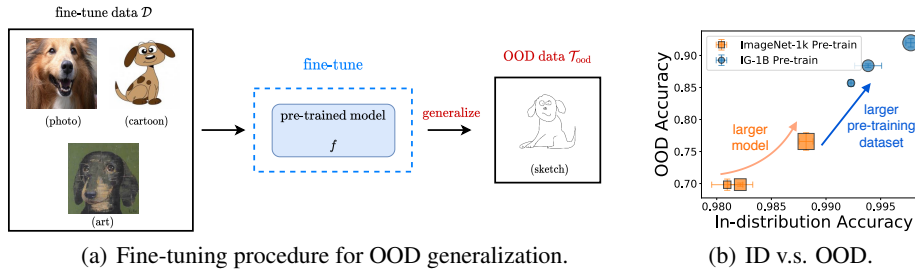 fine-tune data 𝒟
(photo)
(cartoon)
(art)
fine-tune
pre-trained model
f
generalize
OOD data 𝒯ood
(sketch)
(a) Fine-tuning procedure for OOD generalization.
OOD Accuracy
0.90
0.85
0.80
0.75
0.70
ImageNet-1k Pre-train
IG-1B Pre-train
larger
model
larger
pre-training
dataset
0.980 0.985 0.990 0.995
In-distribution Accuracy
(b) ID v.s. OOD.